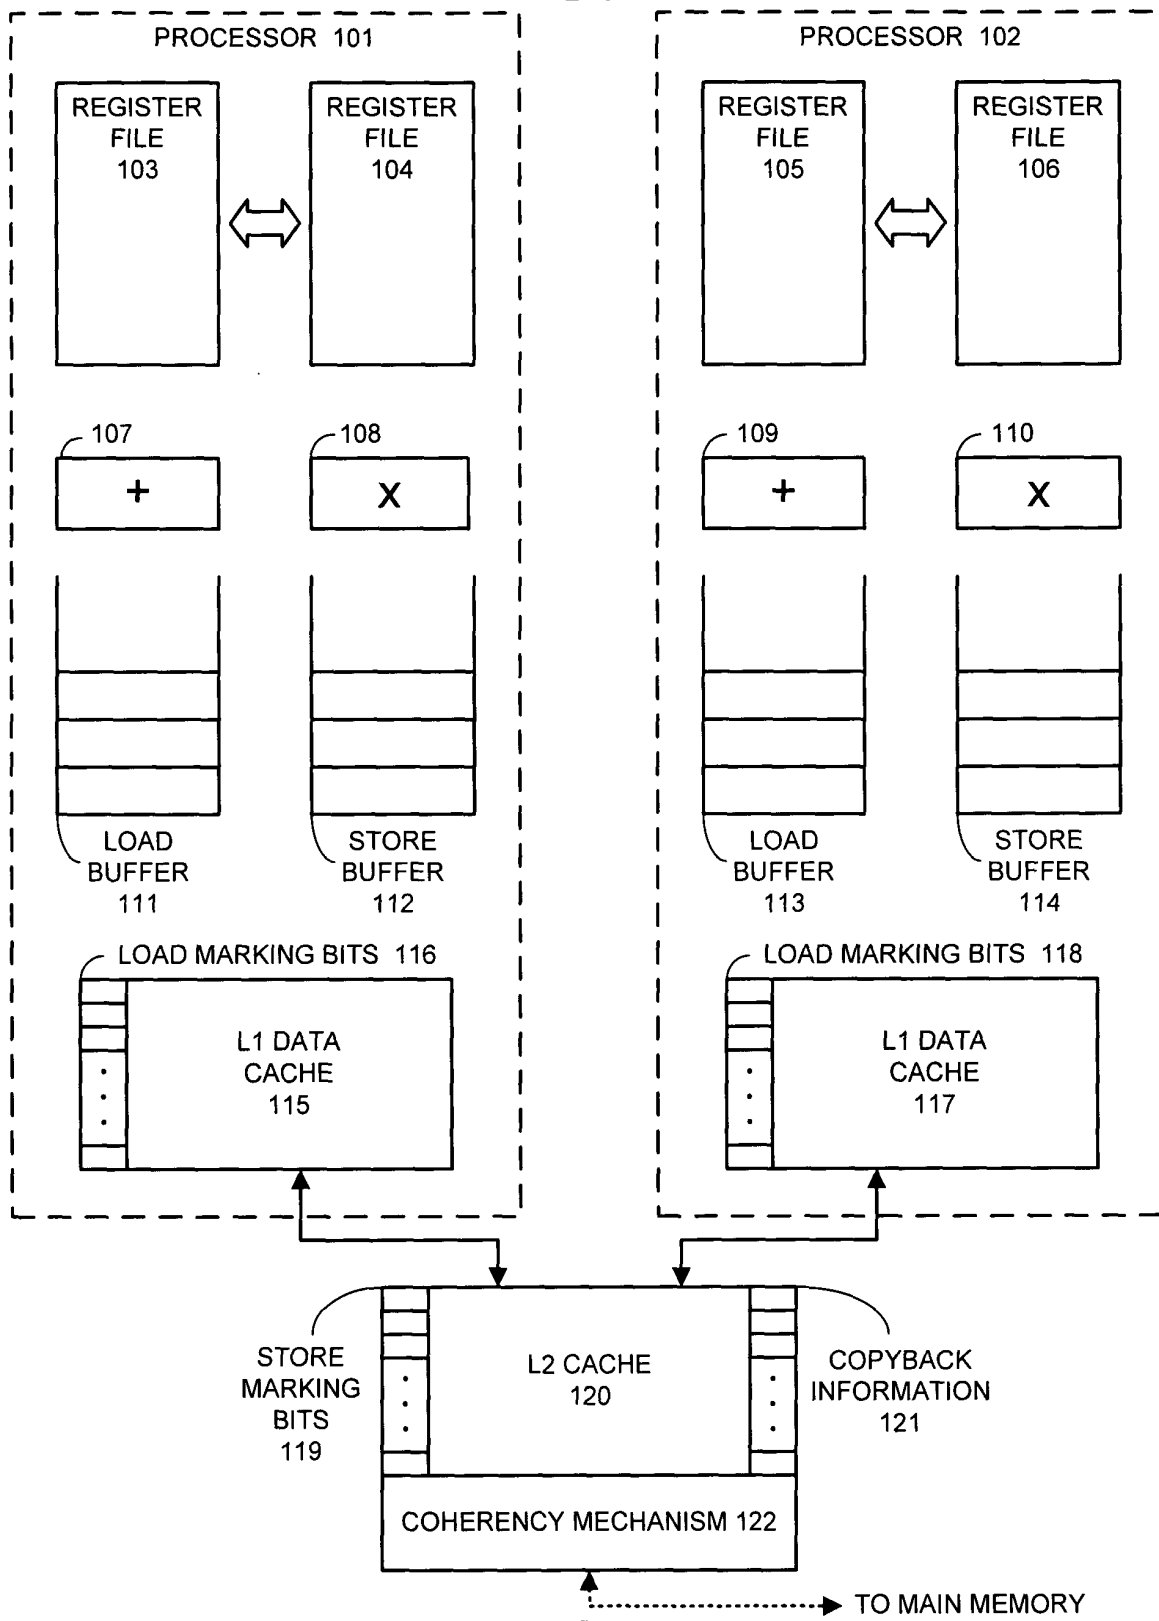 PROCESSOR 101
REGISTER
FILE
103
REGISTER
FILE
104
107
+
108
X
LOAD
BUFFER
111
STORE
BUFFER
112
LOAD MARKING BITS 116
L1 DATA
CACHE
115
PROCESSOR 102
REGISTER
FILE
105
REGISTER
FILE
106
109
+
110
X
LOAD
BUFFER
113
STORE
BUFFER
114
LOAD MARKING BITS 118
L1 DATA
CACHE
117
STORE
MARKING
BITS
119
L2 CACHE
120
COPYBACK
INFORMATION
121
COHERENCY MECHANISM 122
TO MAIN MEMORY